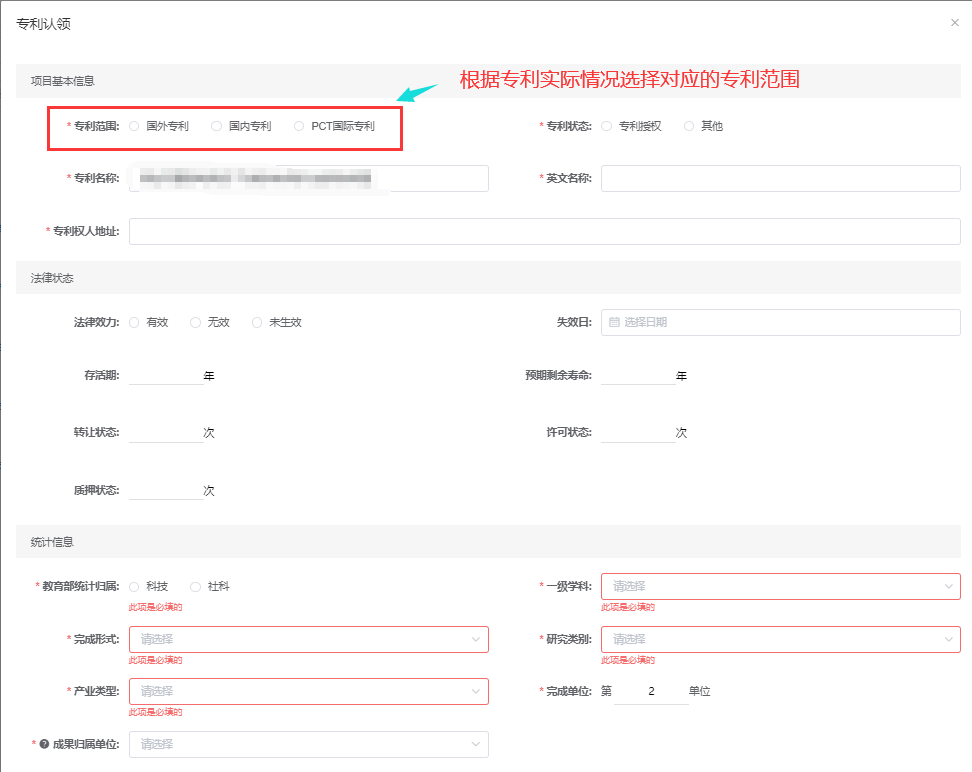 专利认领
项目基本信息
根据专利实际情况选择对应的专利范围
* 专利范围: 国外专利 国内专利 PCT国际专利
* 专利状态: 专利授权 其他
* 专利名称:
* 英文名称:
* 专利权人地址:
法律状态
法律效力: 有效 无效 未生效
失效日: 选择日期
存活期: 年
预期剩余寿命: 年
转让状态: 次
许可状态: 次
质押状态: 次
统计信息
* 教育部统计归属: 科技 社科
此项是必填的
* 一级学科: 请选择
此项是必填的
* 完成形式: 请选择
此项是必填的
* 研究类别: 请选择
此项是必填的
* 产业类型: 请选择
此项是必填的
* 完成单位: 第 2 单位
* ? 成果归属单位: 请选择